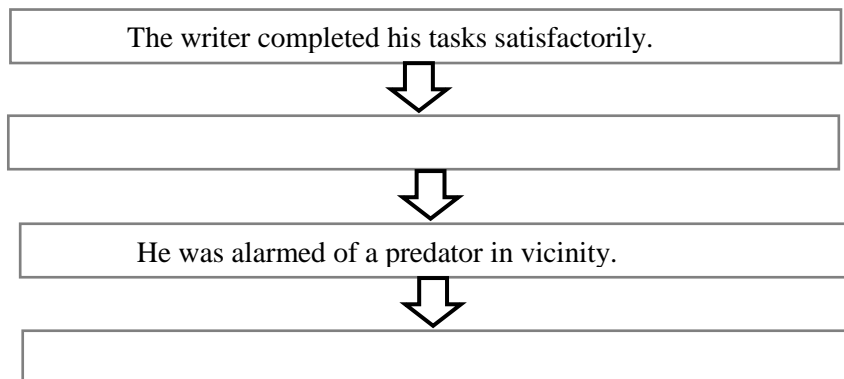 The writer completed his tasks satisfactorily.
He was alarmed of a predator in vicinity.